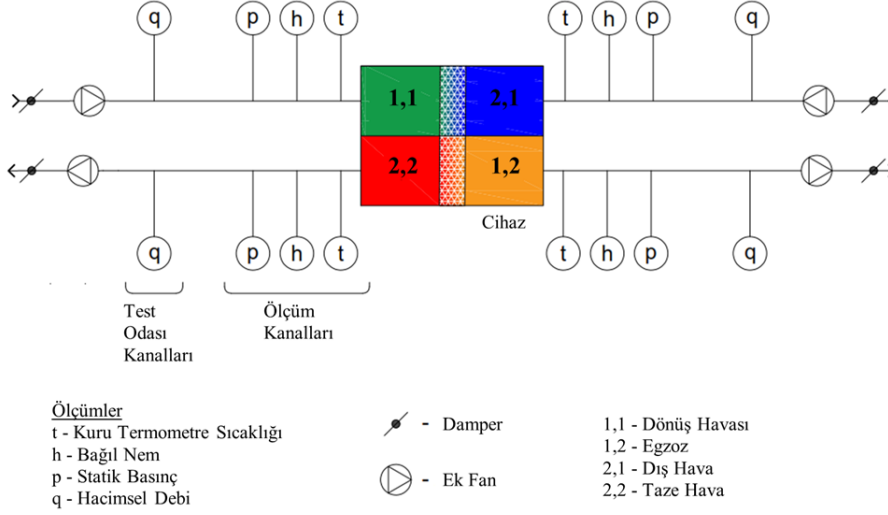 q p h t t h p q
1,1 2,1
2,2 1,2
Cihaz
q p h t t h p q
Test
Odası
Kanalları
Ölçüm
Kanalları
Ölçümler
t - Kuru Termometre Sıcaklığı
h - Bağıl Nem
p - Statik Basınç
q - Hacimsel Debi
- Damper
- Ek Fan
1,1 - Dönüş Havası
1,2 - Egzoz
2,1 - Dış Hava
2,2 - Taze Hava